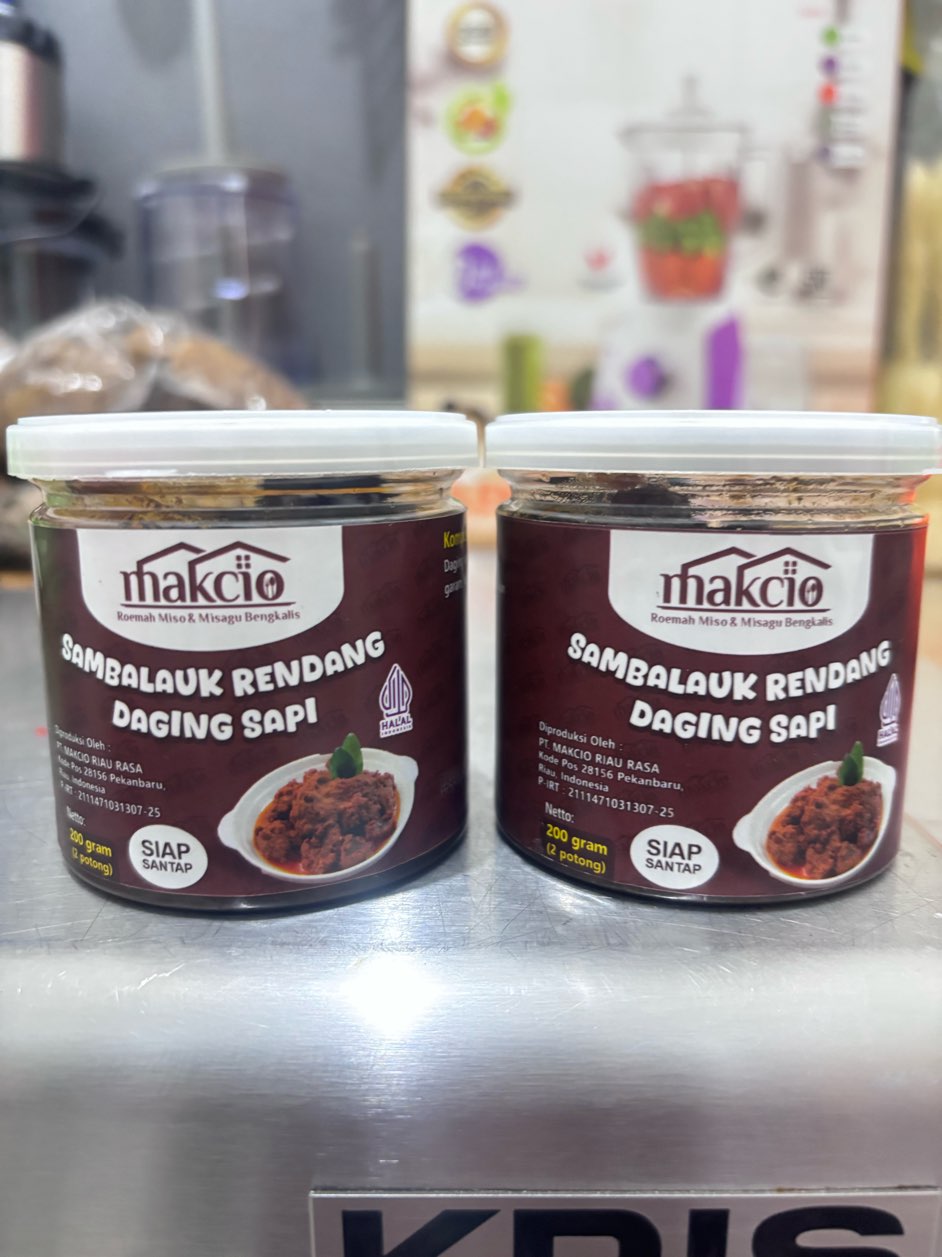 makcio
Roemah Miso & Misagu Bengkalis
SAMBALAUK RENDANG
DAGING SAPI
HALAL
INDONESIA
Diproduksi Oleh :
PT. MAKCIO RIAU RASA
Kode Pos 28156 Pekanbaru,
Riau, Indonesia
P-IRT : 2111471031307-25
Netto:
200 gram
(2 potong)
SIAP
SANTAP
makcio
Roemah Miso & Misagu Bengkalis
SAMBALAUK RENDANG
DAGING SAPI
HALAL
INDONESIA
Diproduksi Oleh :
PT. MAKCIO RIAU RASA
Kode Pos 28156 Pekanbaru,
Riau, Indonesia
P-IRT : 2111471031307-25
Netto:
200 gram
(2 potong)
SIAP
SANTAP
KRIS